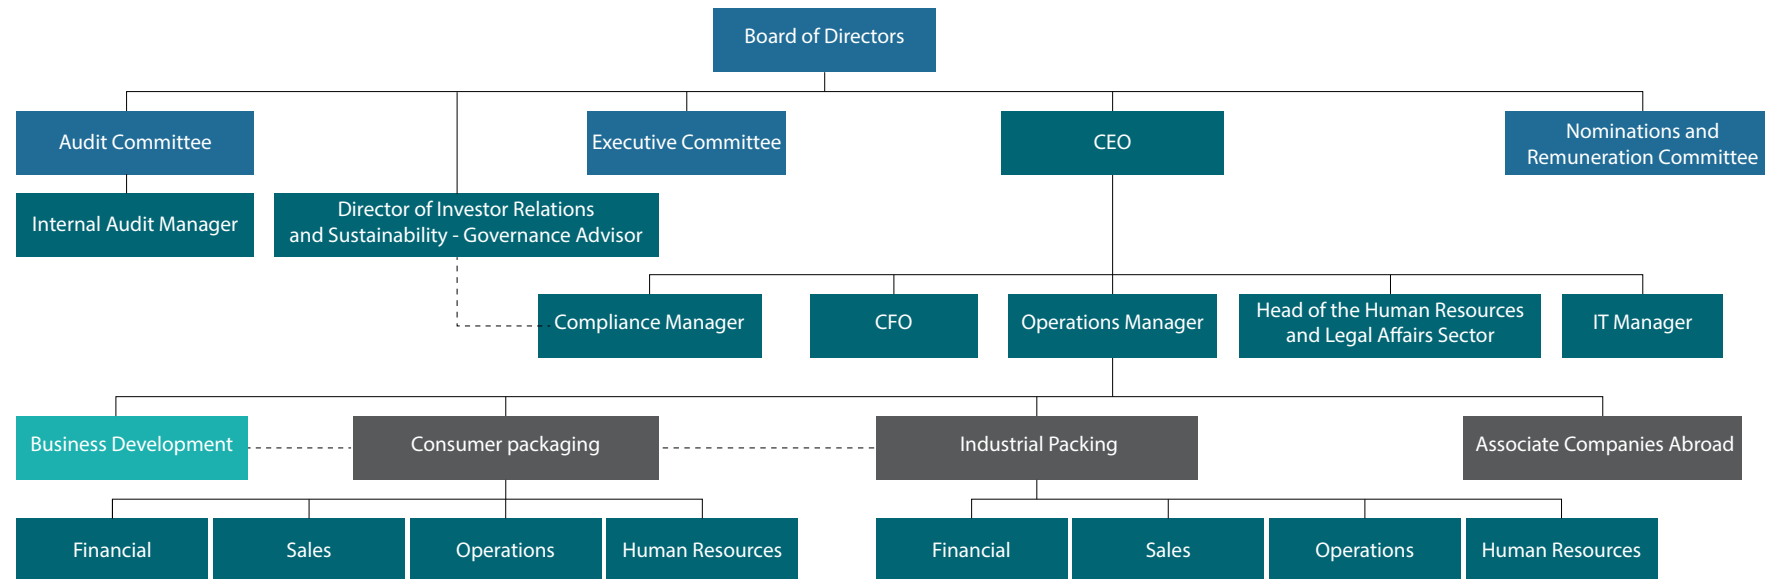 Board of Directors
Audit Committee
Executive Committee
CEO
Nominations and
Remuneration Committee
Internal Audit Manager
Director of Investor Relations
and Sustainability - Governance Advisor
Compliance Manager
CFO
Operations Manager
Head of the Human Resources
and Legal Affairs Sector
IT Manager
Business Development
Consumer packaging
Industrial Packing
Associate Companies Abroad
Financial
Sales
Operations
Human Resources
Financial
Sales
Operations
Human Resources